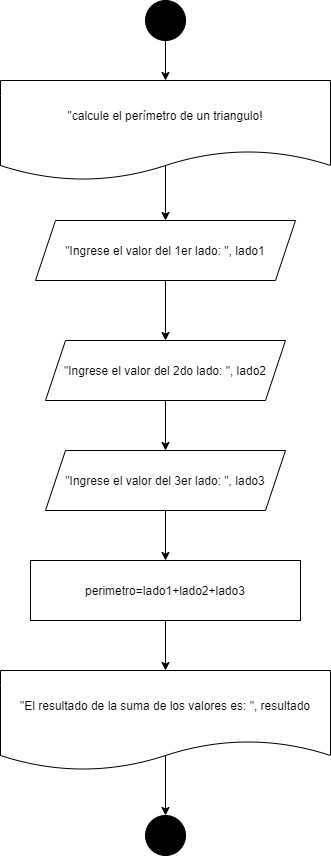 "calcule el perímetro de un triangulo!
"Ingrese el valor del 1er lado: ", lado1
"Ingrese el valor del 2do lado: ", lado2
"Ingrese el valor del 3er lado: ", lado3
perimetro=lado1+lado2+lado3
"El resultado de la suma de los valores es: ", resultado